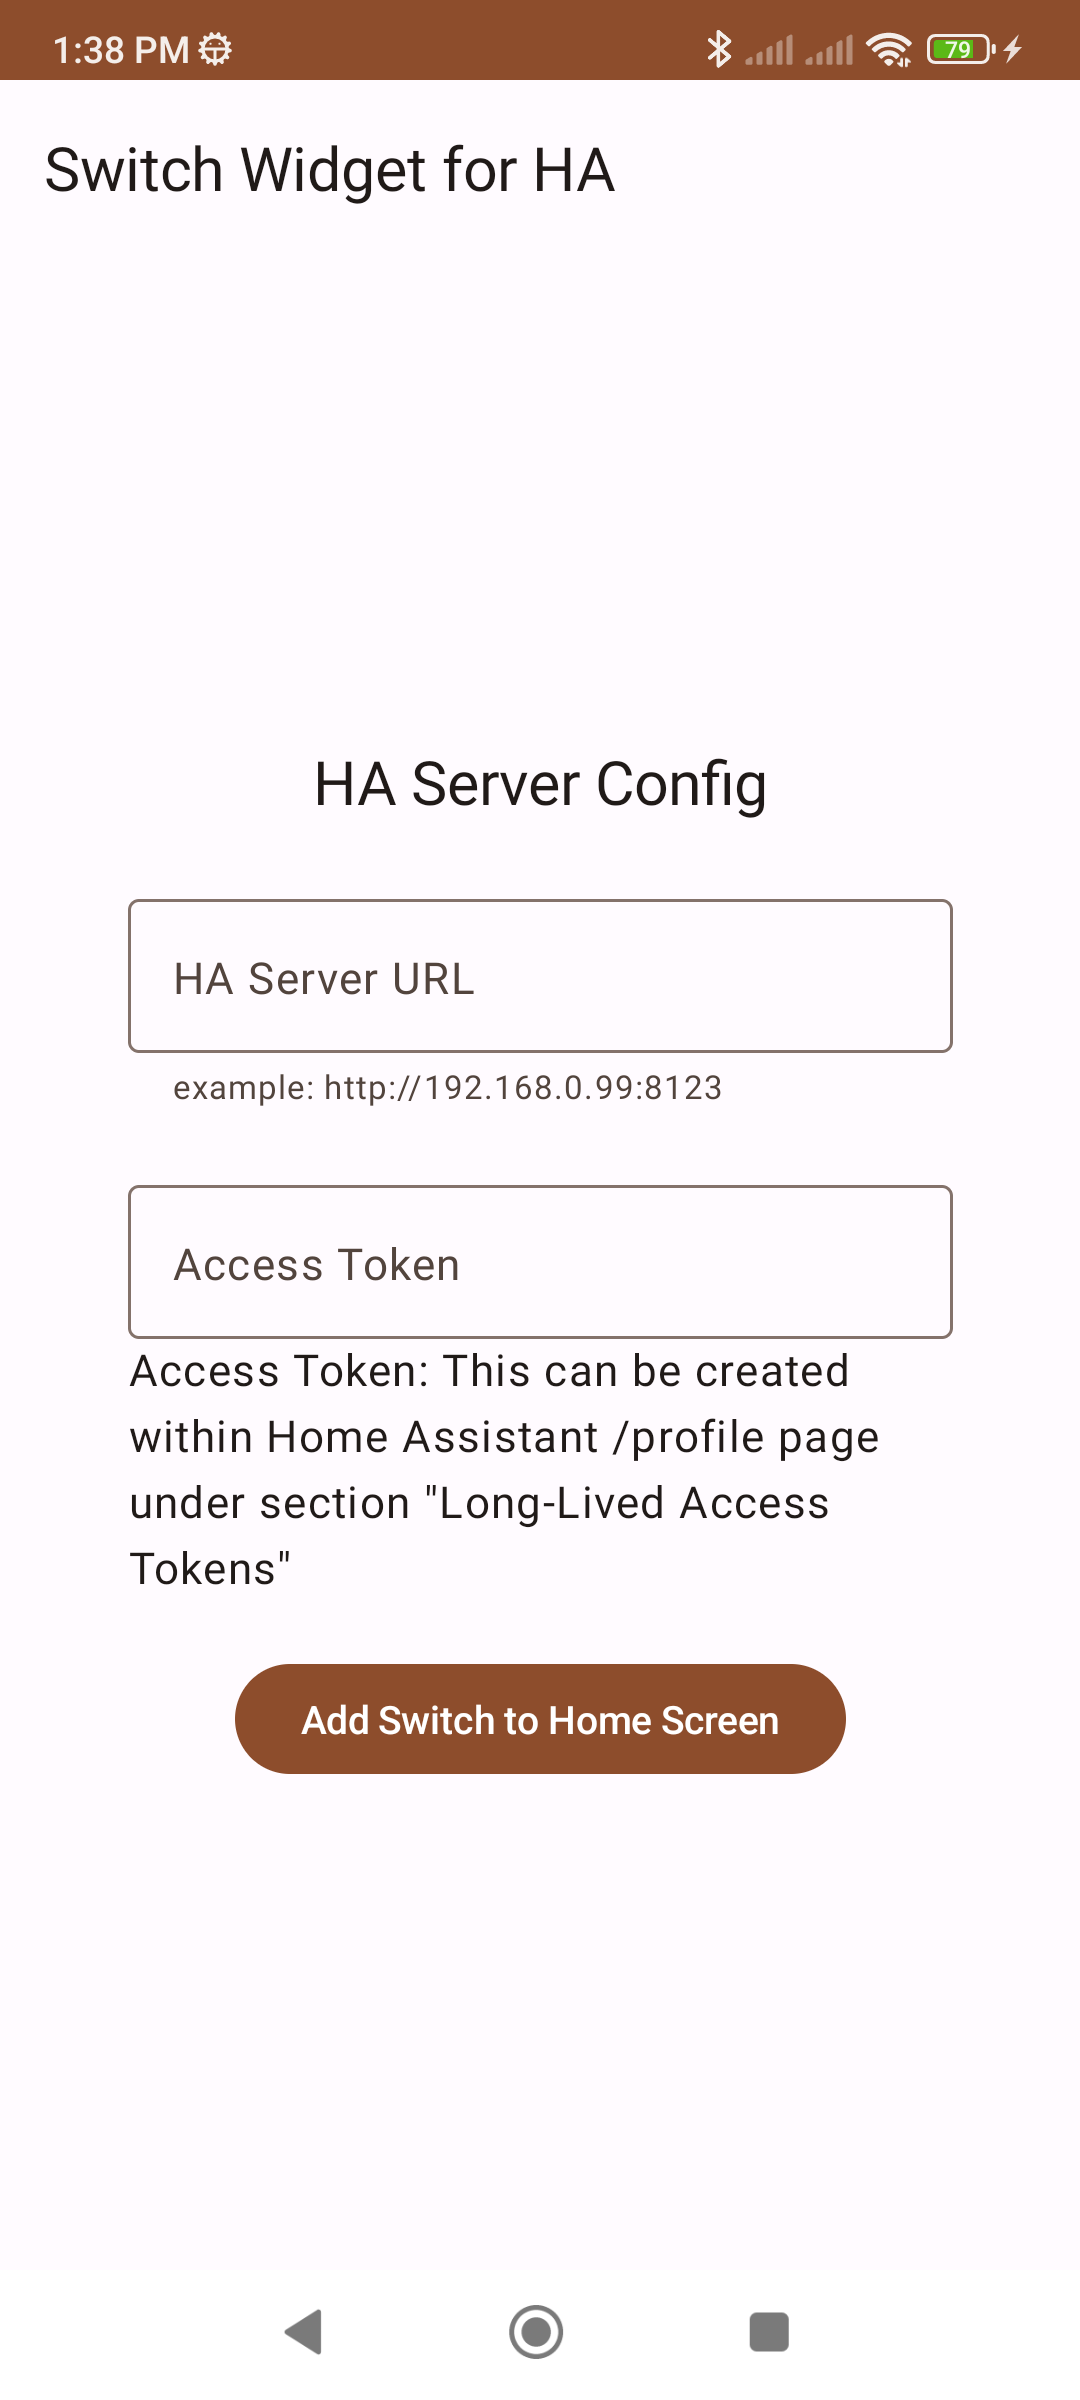 1:38 PM
79
Switch Widget for HA
HA Server Config
HA Server URL
example: http://192.168.0.99:8123
Access Token
Access Token: This can be created
within Home Assistant /profile page
under section "Long-Lived Access
Tokens"
Add Switch to Home Screen